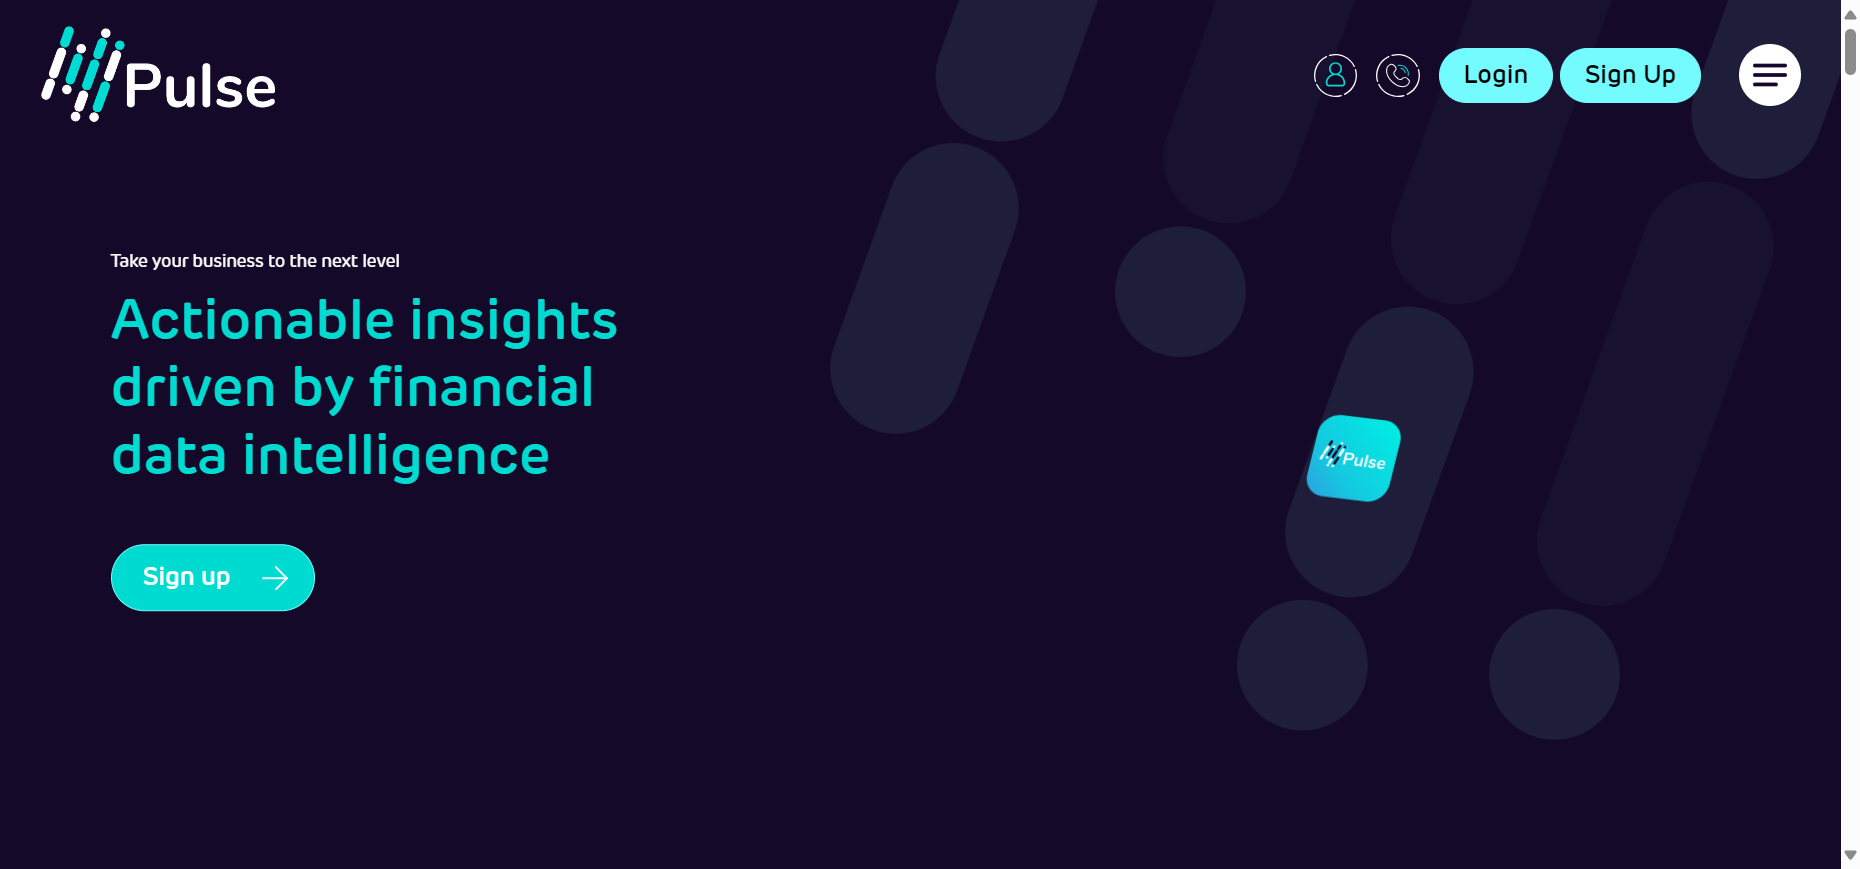 Pulse
Login
Sign Up
Take your business to the next level
Actionable insights
driven by financial
data intelligence
Pulse
Sign up